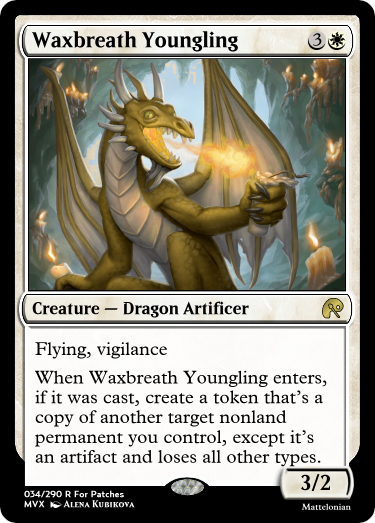 Waxbreath Youngling 3
Creature — Dragon Artificer
Flying, vigilance
When Waxbreath Youngling enters,
if it was cast, create a token that's a
copy of another target nonland
permanent you control, except it's
an artifact and loses all other types.
3/2
034/290 R For Patches
MVX ALENA KUBIKOVA
Mattelonian